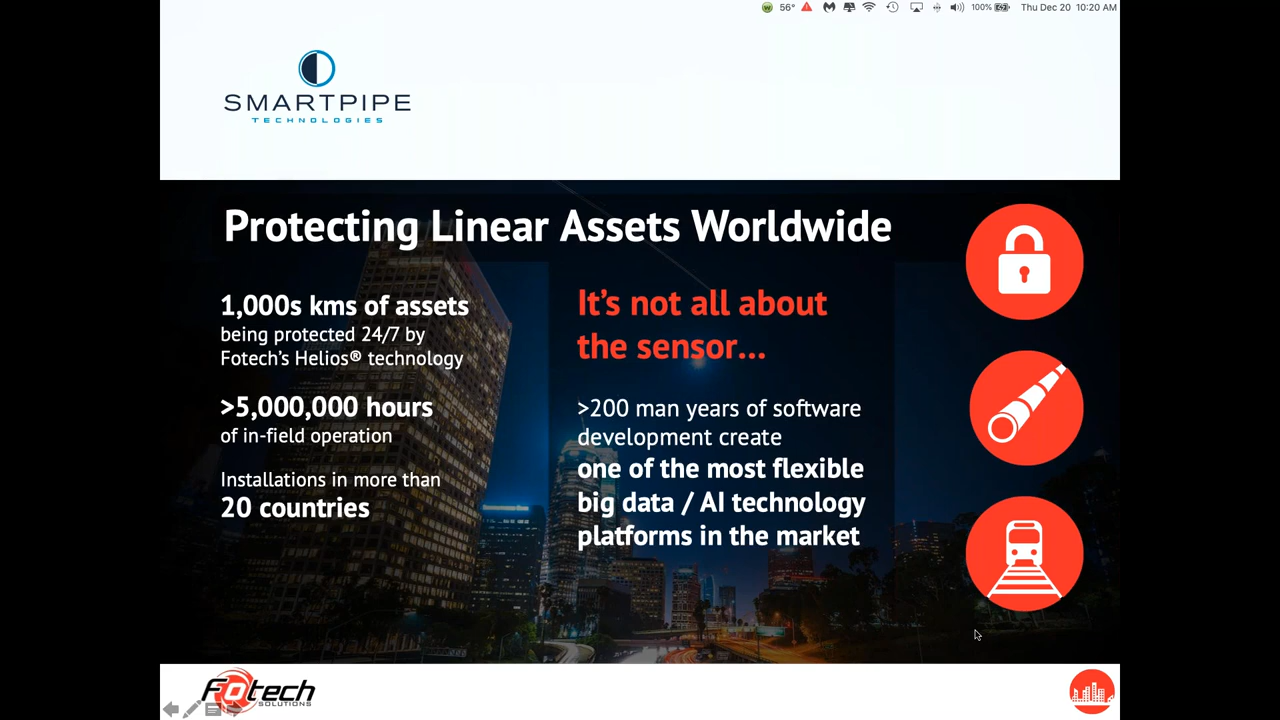 56°
100%
Thu Dec 20 10:20 AM
SMARTPIPE
TECHNOLOGIES
Protecting Linear Assets Worldwide
1,000s kms of assets
being protected 24/7 by
Fotech's Helios® technology
>5,000,000 hours
of in-field operation
Installations in more than
20 countries
It's not all about
the sensor...
>200 man years of software
development create
one of the most flexible
big data / AI technology
platforms in the market
Fotech
SOLUTIONS